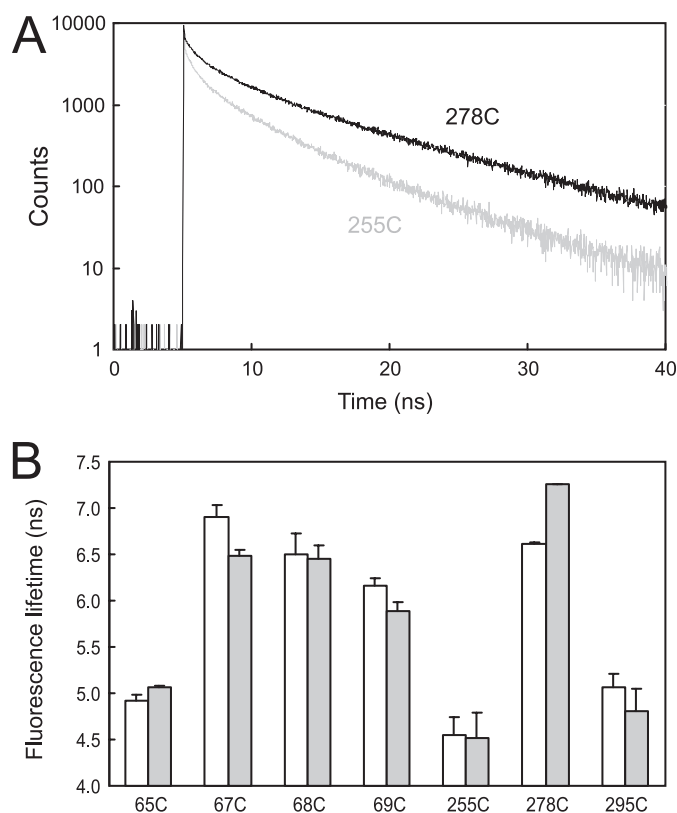 A
10000
1000
100
10
1
Counts
278C
255C
0 10 20 30 40
Time (ns)
B
7.5
7.0
6.5
6.0
5.5
5.0
4.5
4.0
Fluorescence lifetime (ns)
65C 67C 68C 69C 255C 278C 295C